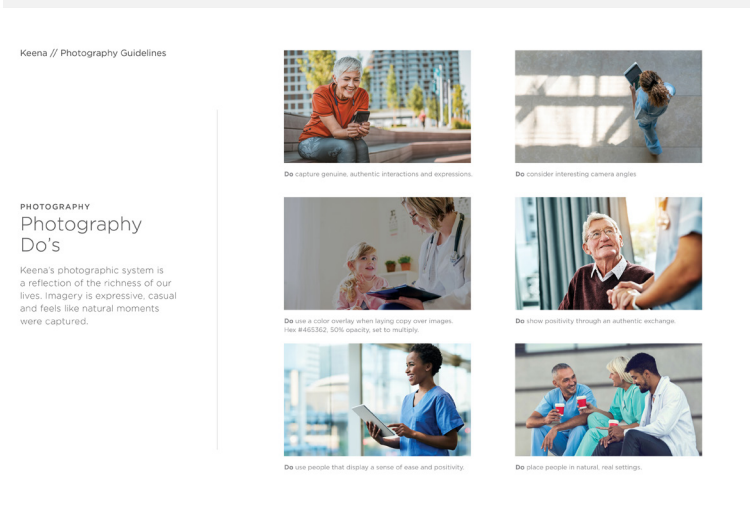 Keena // Photography Guidelines
PHOTOGRAPHY
Photography
Do's
Keena's photographic system is
a reflection of the richness of our
lives. Imagery is expressive, casual
and feels like natural moments
were captured.
Do capture genuine, authentic interactions and expressions.
Do consider interesting camera angles
Do use a color overlay when laying copy over images.
Hex #465362, 50% opacity, set to multiply.
Do show positivity through an authentic exchange.
Do use people that display a sense of ease and positivity.
Do place people in natural, real settings.